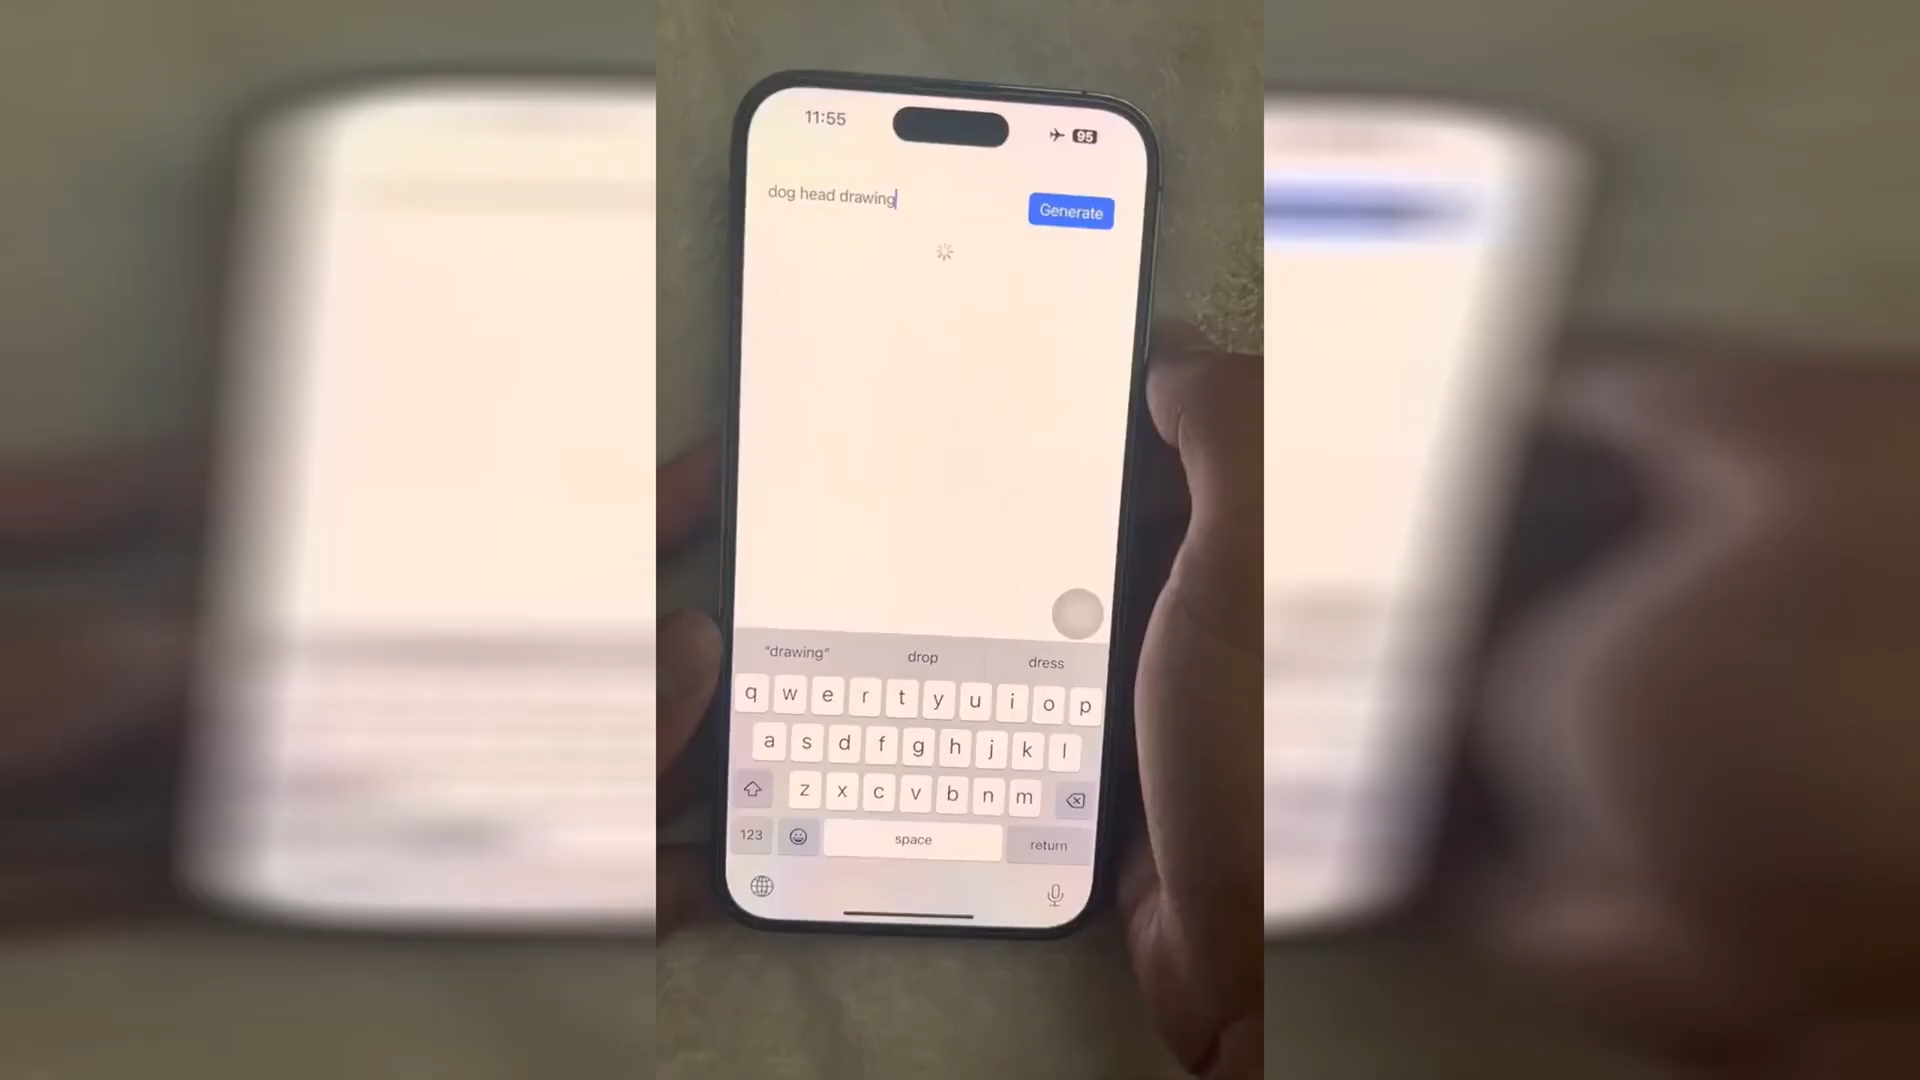 11:55
95
dog head drawing
Generate
“drawing” drop dress
q w e r t y u i o p
a s d f g h j k l
z x c v b n m
123 space return